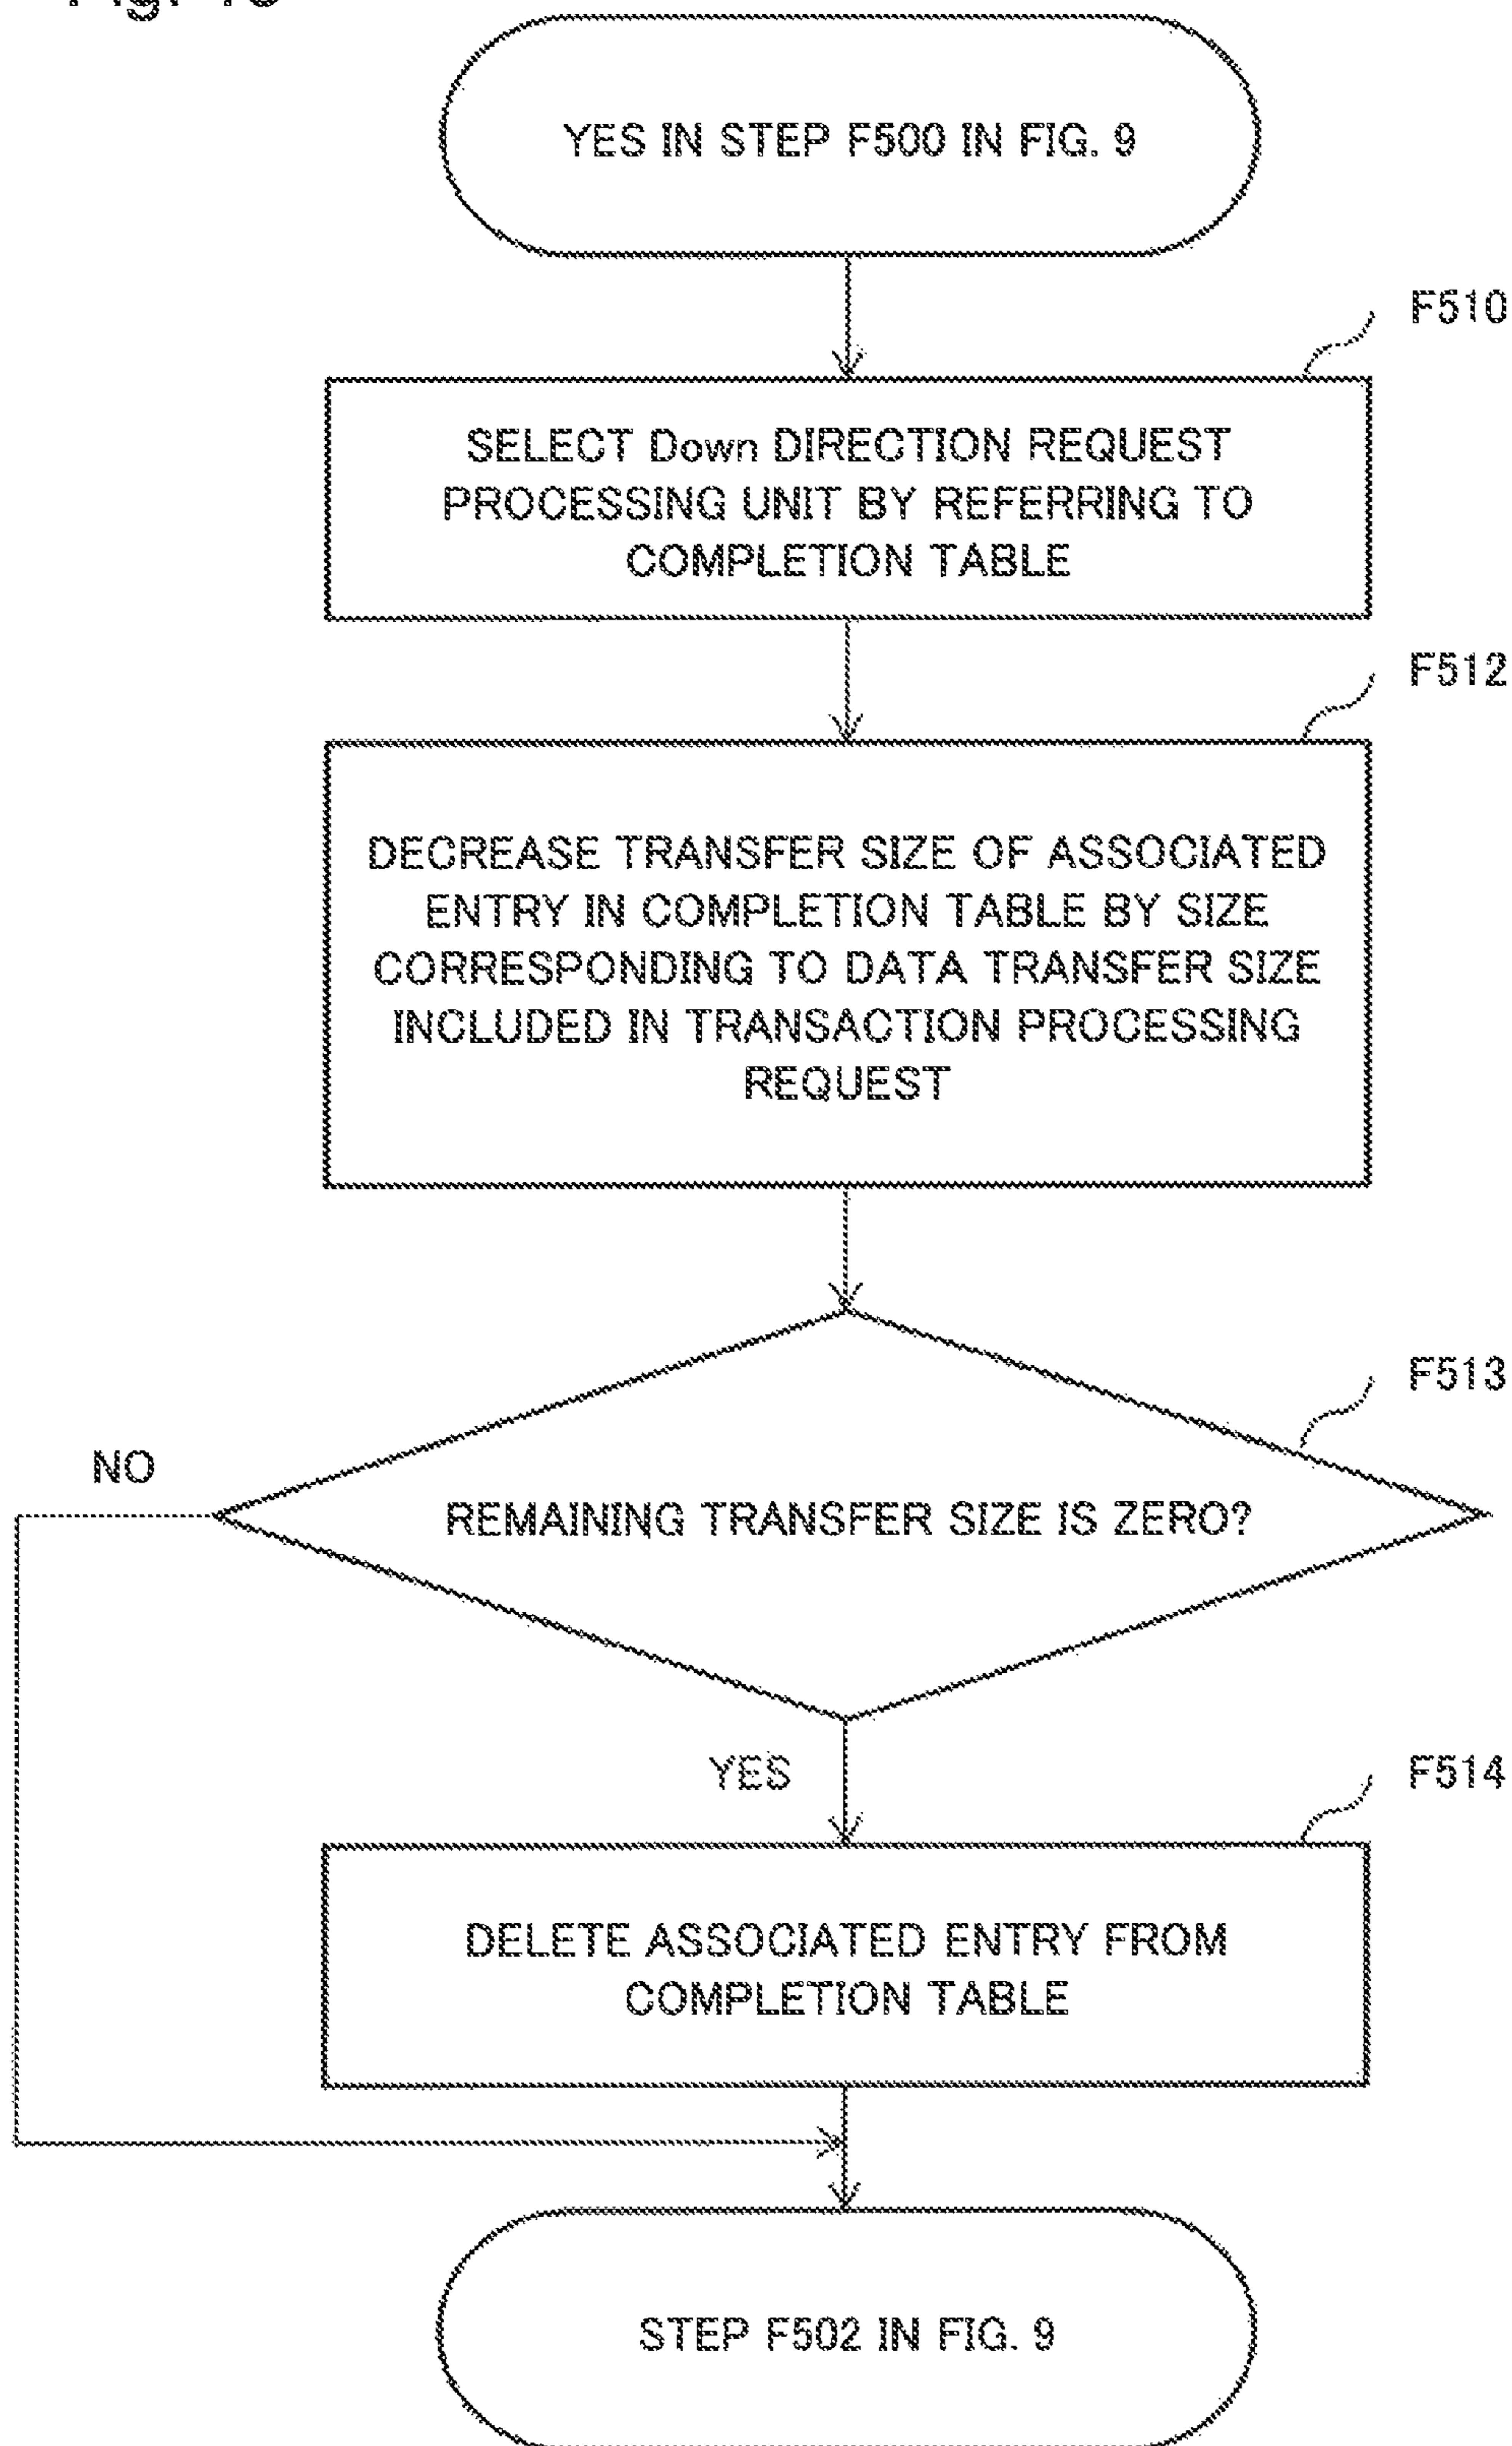 YES IN STEP F500 IN FIG. 9
F510
SELECT Down DIRECTION REQUEST
PROCESSING UNIT BY REFERRING TO
COMPLETION TABLE
F512
DECREASE TRANSFER SIZE OF ASSOCIATED
ENTRY IN COMPLETION TABLE BY SIZE
CORRESPONDING TO DATA TRANSFER SIZE
INCLUDED IN TRANSACTION PROCESSING
REQUEST
F513
NO
REMAINING TRANSFER SIZE IS ZERO?
YES
F514
DELETE ASSOCIATED ENTRY FROM
COMPLETION TABLE
STEP F502 IN FIG. 9